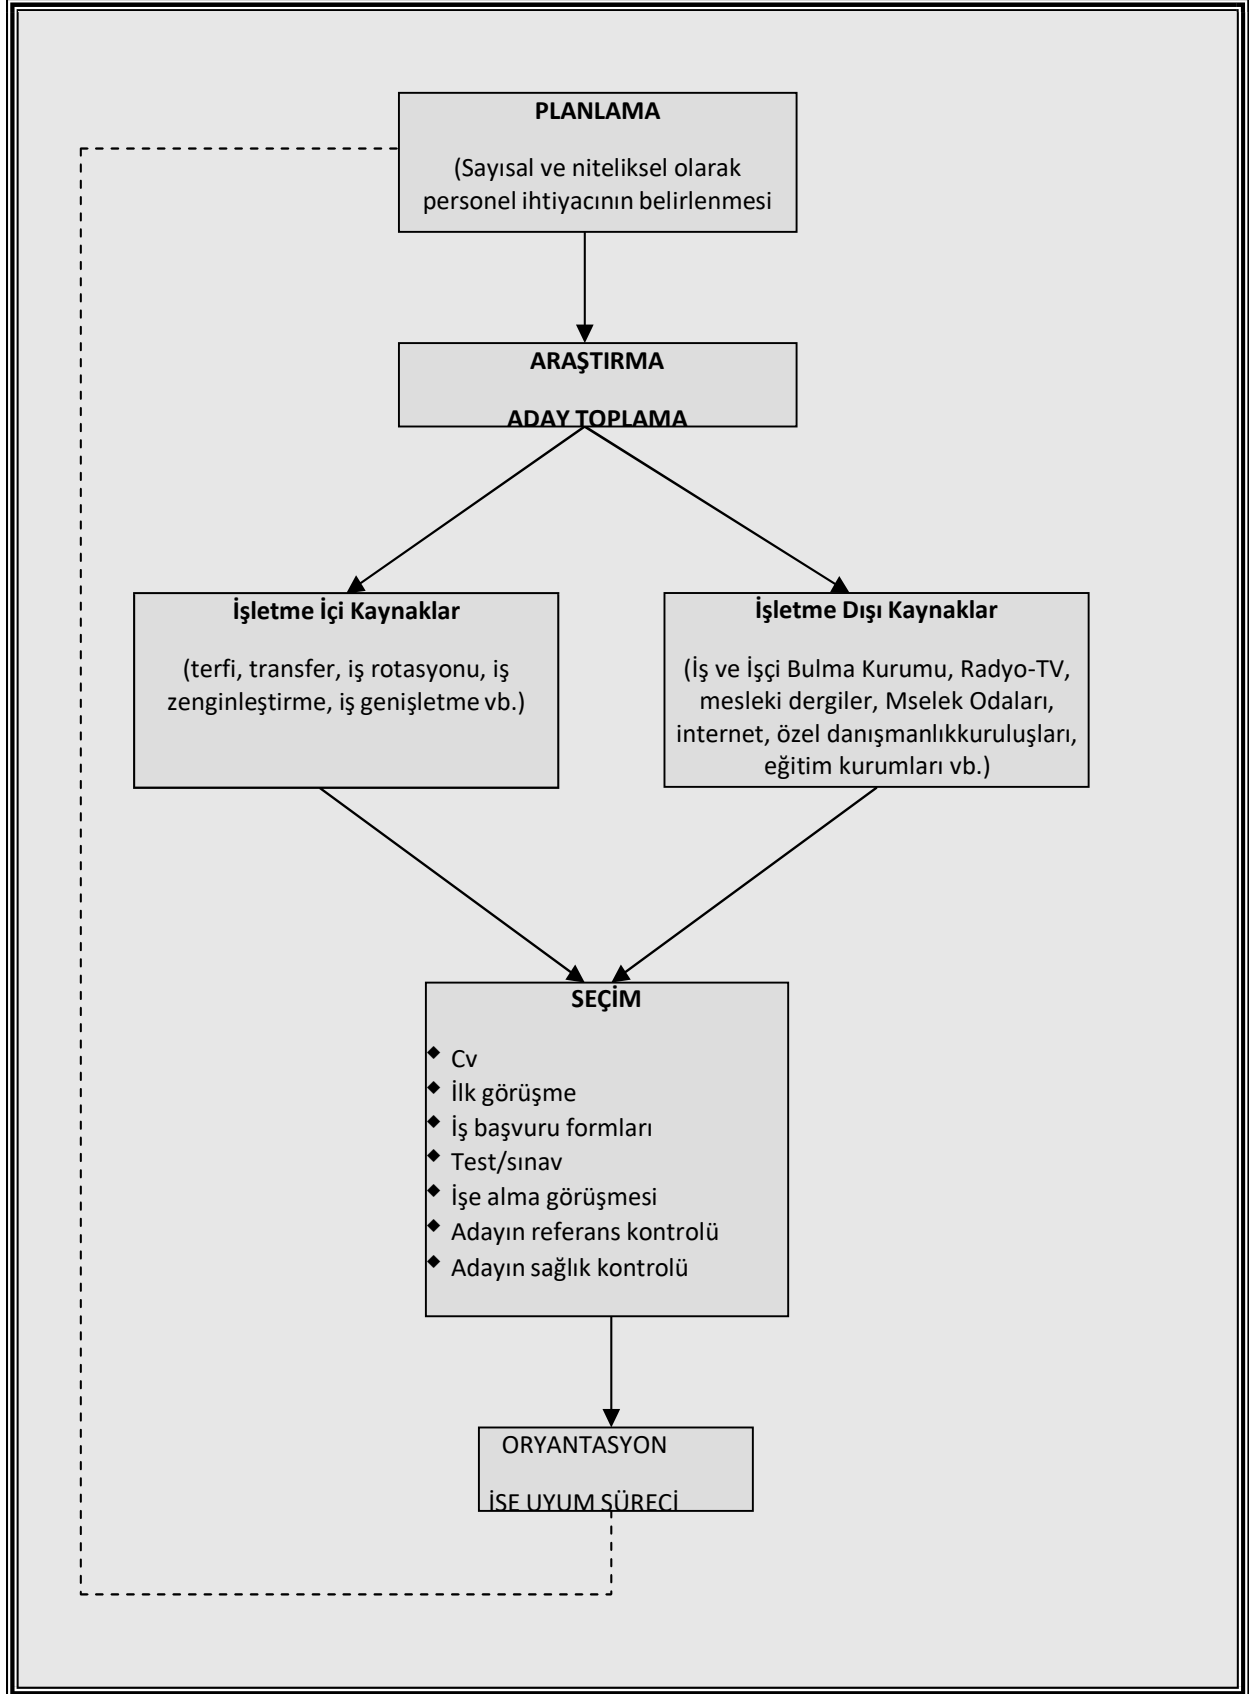 PLANLAMA
(Sayısal ve niteliksel olarak
personel ihtiyacının belirlenmesi
ARAŞTIRMA
ADAY TOPLAMA
İşletme İçi Kaynaklar
(terfi, transfer, iş rotasyonu, iş
zenginleştirme, iş genişletme vb.)
İşletme Dışı Kaynaklar
(İş ve İşçi Bulma Kurumu, Radyo-TV,
mesleki dergiler, Mselek Odaları,
internet, özel danışmanlıkkuruluşları,
eğitim kurumları vb.)
SEÇİM
◆ Cv
◆ İlk görüşme
◆ İş başvuru formları
◆ Test/sınav
◆ İşe alma görüşmesi
◆ Adayın referans kontrolü
◆ Adayın sağlık kontrolü
ORYANTASYON
İŞE UYUM SÜRECİ